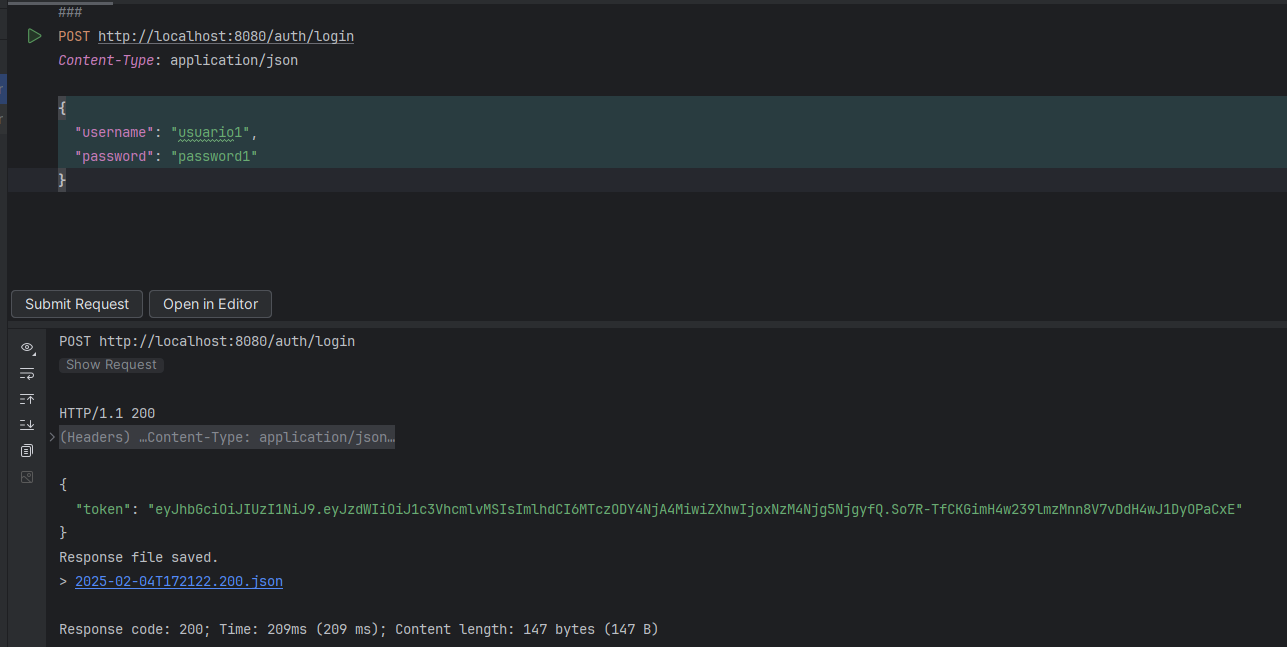 ###
POST http://localhost:8080/auth/login
Content-Type: application/json
{
"username": "usuario1",
"password": "password1"
}
Submit Request
Open in Editor
POST http://localhost:8080/auth/login
Show Request
HTTP/1.1 200
(Headers) …Content-Type: application/json…
{
"token": "eyJhbGciOiJIUzI1NiJ9.eyJzdWIiOiJ1c3VhcmlvMSIsImlhdCI6MTczODY4NjA4MiwiZXhwIjoxNzM4Njg5NjgyfQ.So7R-TfCKGimH4w239lmzMnn8V7vDdH4wJ1DyOPaCxE"
}
Response file saved.
> 2025-02-04T172122.200.json
Response code: 200; Time: 209ms (209 ms); Content length: 147 bytes (147 B)